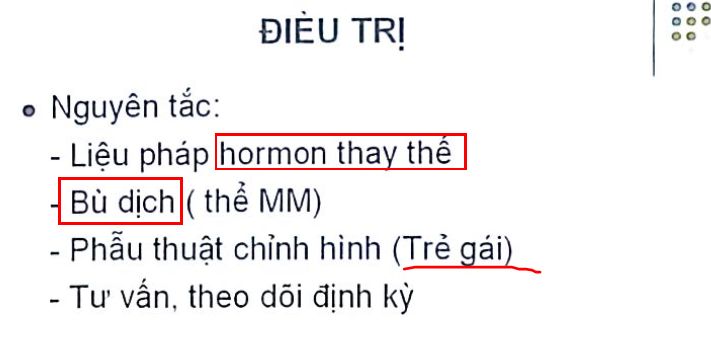 ĐIỀU TRỊ
Nguyên tắc:
- Liệu pháp hormon thay thế
- Bù dịch ( thể MM)
- Phẫu thuật chỉnh hình (Trẻ gái)
- Tư vấn, theo dõi định kỳ